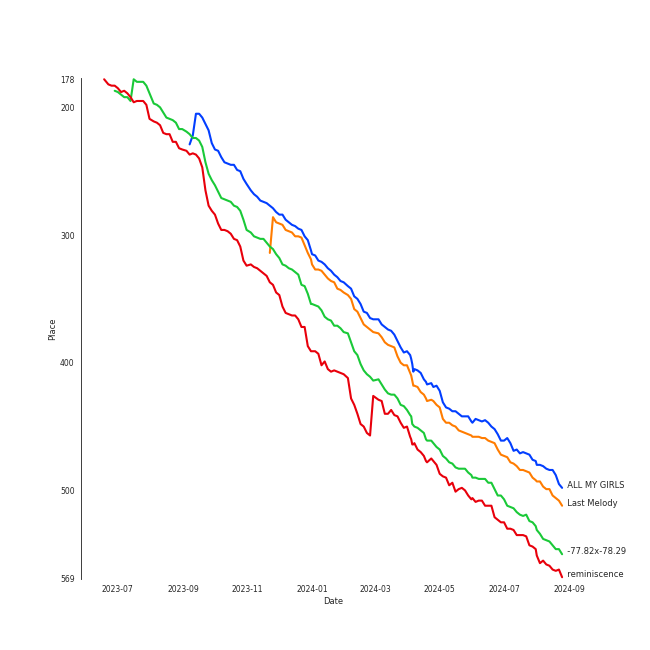 178
200
300
400
500
569
Place
2023-07
2023-09
2023-11
2024-01
2024-03
2024-05
2024-07
2024-09
Date
ALL MY GIRLS
Last Melody
-77.82x-78.29
reminiscence